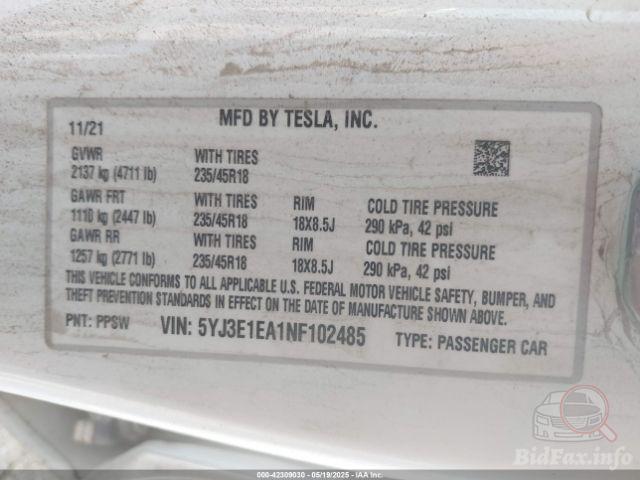 MFD BY TESLA, INC.
11/21
GVWR WITH TIRES
2137 kg (4711 lb) 235/45R18
GAWR FRT WITH TIRES RIM COLD TIRE PRESSURE
1110 kg (2447 lb) 235/45R18 18X8.5J 290 kPa, 42 psi
GAWR RR WITH TIRES RIM COLD TIRE PRESSURE
1257 kg (2771 lb) 235/45R18 18X8.5J 290 kPa, 42 psi
THIS VEHICLE CONFORMS TO ALL APPLICABLE U.S. FEDERAL MOTOR VEHICLE SAFETY, BUMPER, AND
THEFT PREVENTION STANDARDS IN EFFECT ON THE DATE OF MANUFACTURE SHOWN ABOVE.
PNT: PPSW VIN: 5YJ3E1EA1NF102485 TYPE: PASSENGER CAR
BidFax.info
000-42309030 - 05/19/2025 - IAA Inc.